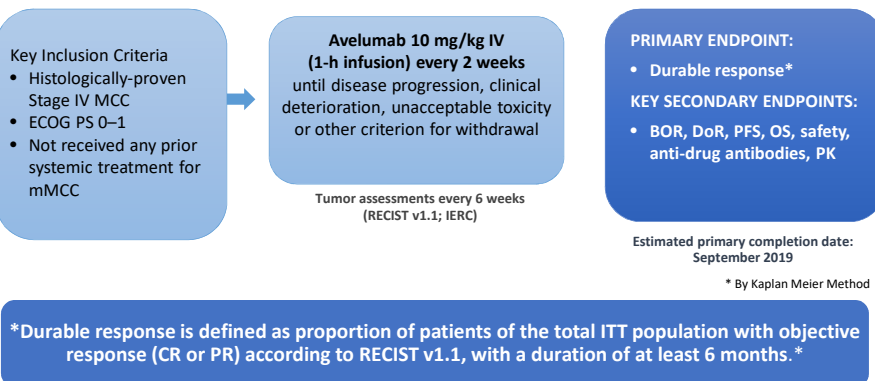 Key Inclusion Criteria
• Histologically-proven
Stage IV MCC
• ECOG PS 0–1
• Not received any prior
systemic treatment for
mMCC
Avelumab 10 mg/kg IV
(1-h infusion) every 2 weeks
until disease progression, clinical
deterioration, unacceptable toxicity
or other criterion for withdrawal
Tumor assessments every 6 weeks
(RECIST v1.1; IERC)
PRIMARY ENDPOINT:
• Durable response*
KEY SECONDARY ENDPOINTS:
• BOR, DoR, PFS, OS, safety,
anti-drug antibodies, PK
Estimated primary completion date:
September 2019
* By Kaplan Meier Method
*Durable response is defined as proportion of patients of the total ITT population with objective
response (CR or PR) according to RECIST v1.1, with a duration of at least 6 months.*